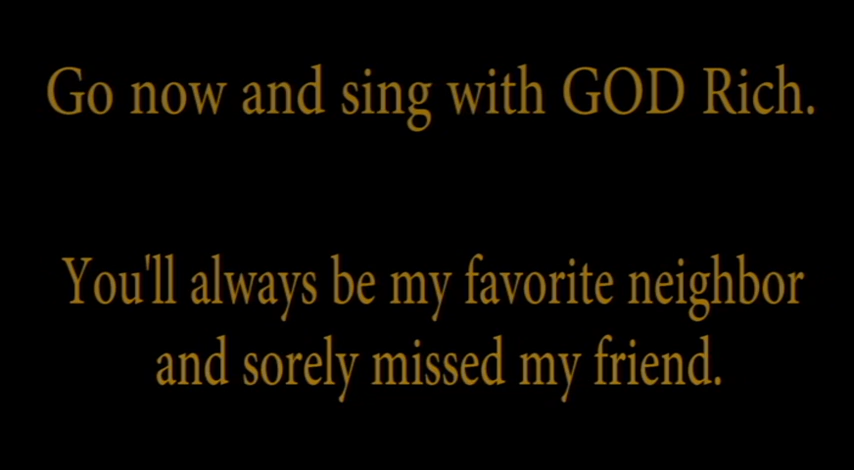 Go now and sing with GOD Rich.
You'll always be my favorite neighbor
and sorely missed my friend.